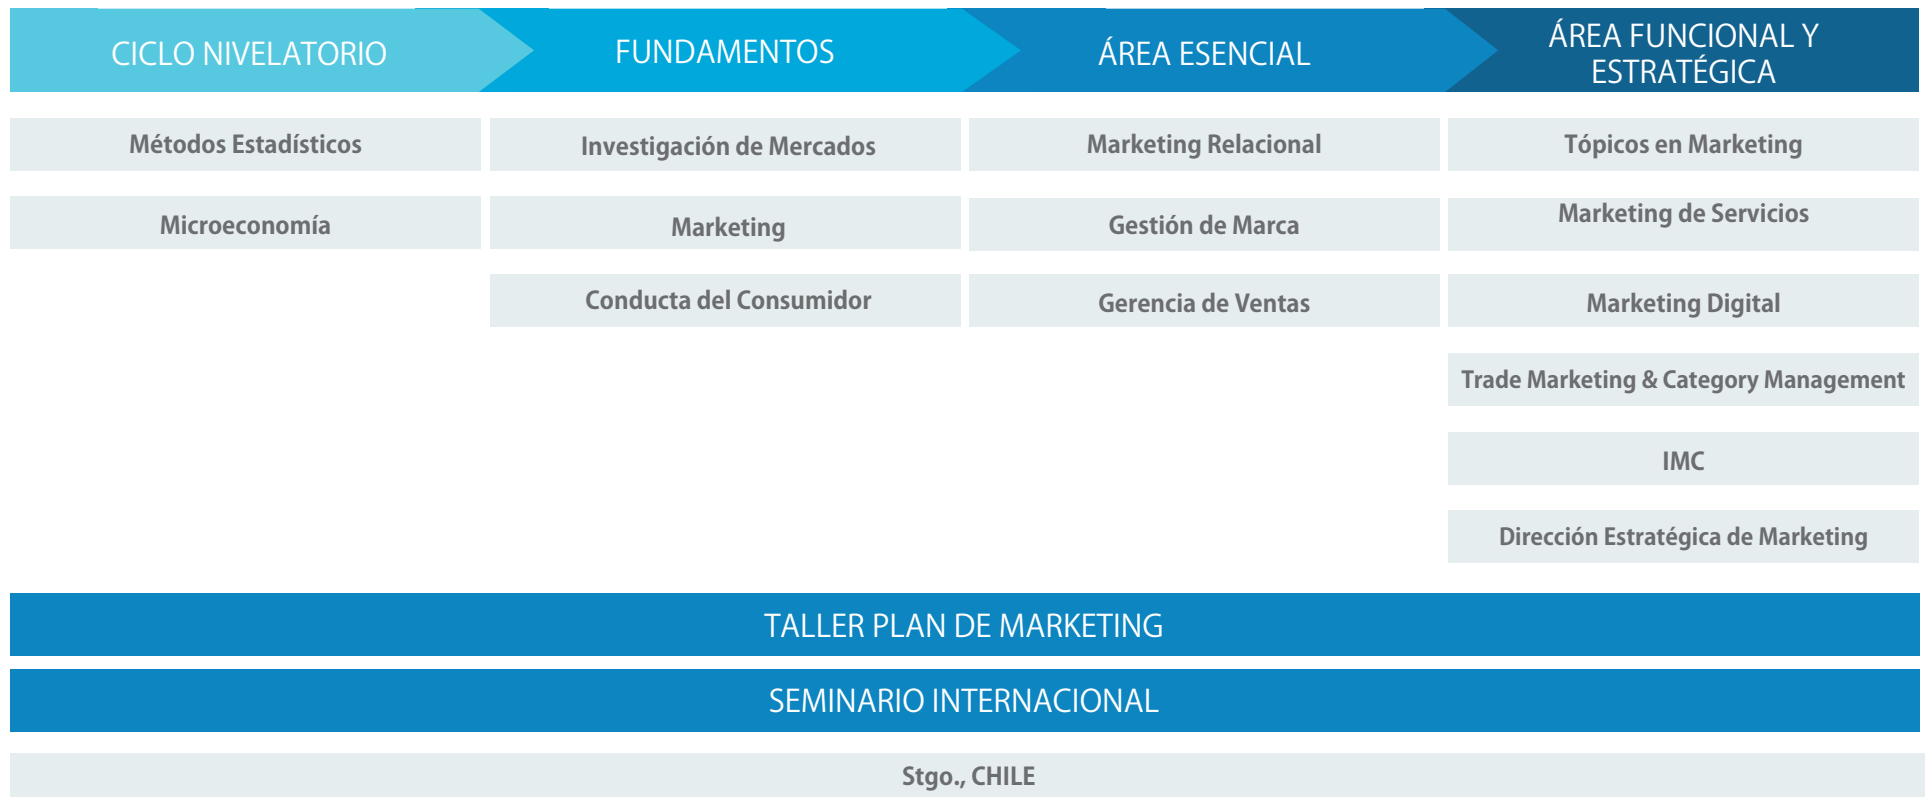 CICLO NIVELATORIO
FUNDAMENTOS
ÁREA ESENCIAL
ÁREA FUNCIONAL Y
ESTRATÉGICA
Métodos Estadísticos
Investigación de Mercados
Marketing Relacional
Tópicos en Marketing
Microeconomía
Marketing
Gestión de Marca
Marketing de Servicios
Conducta del Consumidor
Gerencia de Ventas
Marketing Digital
Trade Marketing & Category Management
IMC
Dirección Estratégica de Marketing
TALLER PLAN DE MARKETING
SEMINARIO INTERNACIONAL
Stgo., CHILE